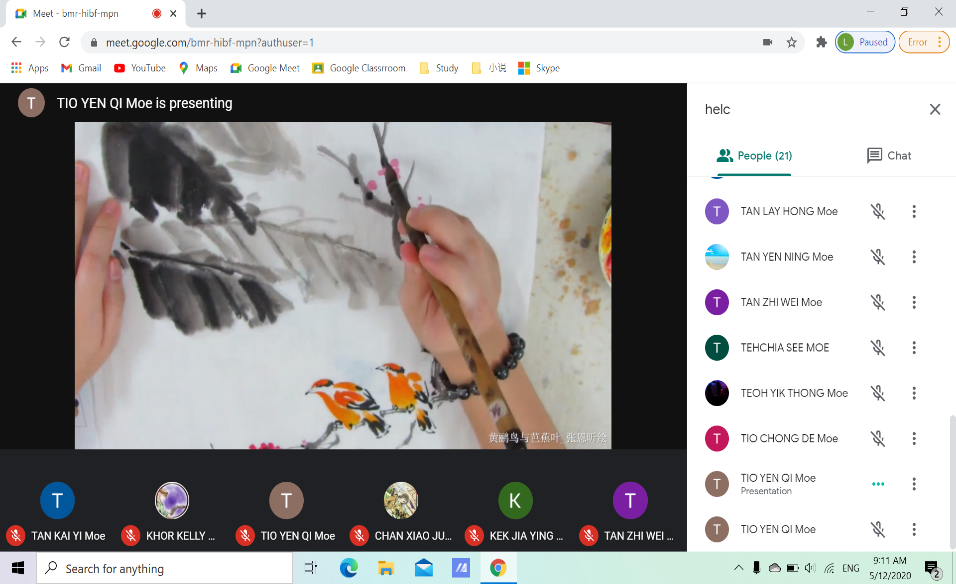 Meet - bmr-hibf-mpn
meet.google.com/bmr-hibf-mpn?authuser=1
L Paused
Error
Apps
Gmail
YouTube
Maps
Google Meet
Google Classrroom
Study
小说
Skype
T TIO YEN QI Moe is presenting
黄鹂鸟与芭蕉叶 张恩昕绘
helc
People (21)
Chat
T TAN LAY HONG Moe
TAN YEN NING Moe
T TAN ZHI WEI Moe
T TEHCHIA SEE MOE
TEOH YIK THONG Moe
T TIO CHONG DE Moe
T TIO YEN QI Moe
Presentation
T TIO YEN QI Moe
T
T
K
T
TAN KAI YI Moe
KHOR KELLY ...
TIO YEN QI Moe
CHAN XIAO JU...
KEK JIA YING ...
TAN ZHI WEI ...
Search for anything
ENG
9:11 AM
5/12/2020
2